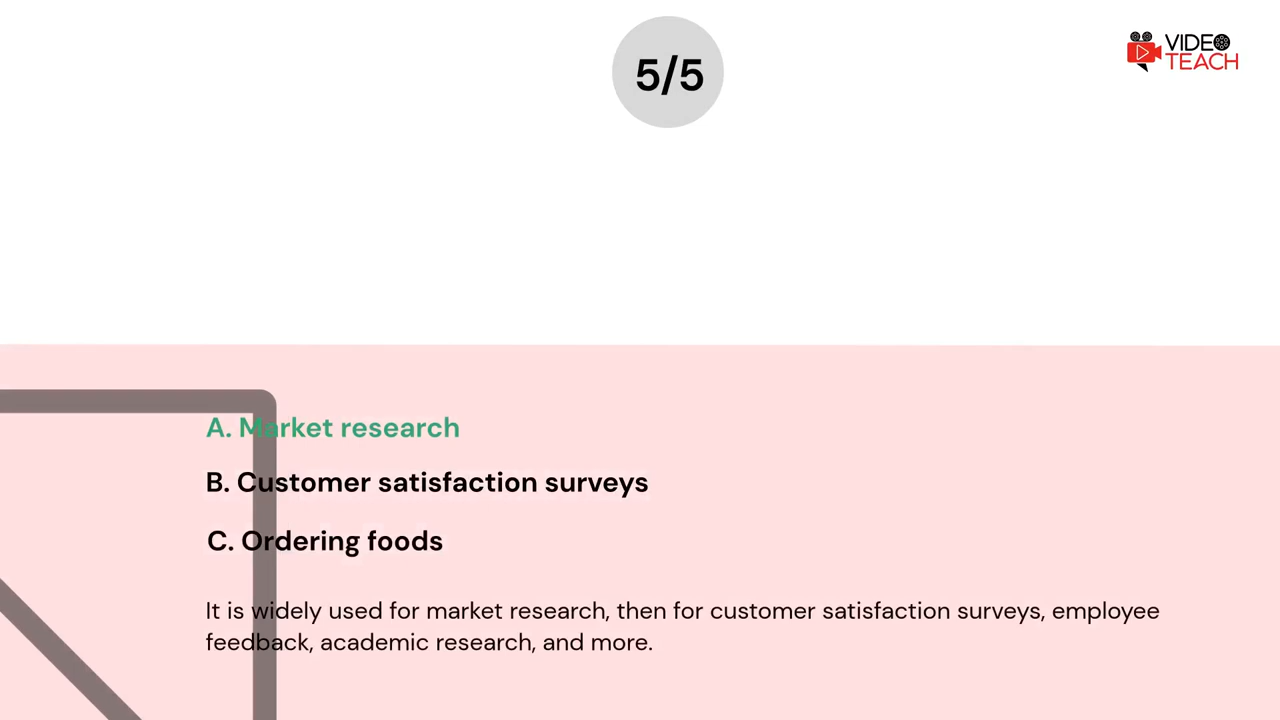 5/5
VIDEO
TEACH
A. Market research
B. Customer satisfaction surveys
C. Ordering foods
It is widely used for market research, then for customer satisfaction surveys, employee
feedback, academic research, and more.